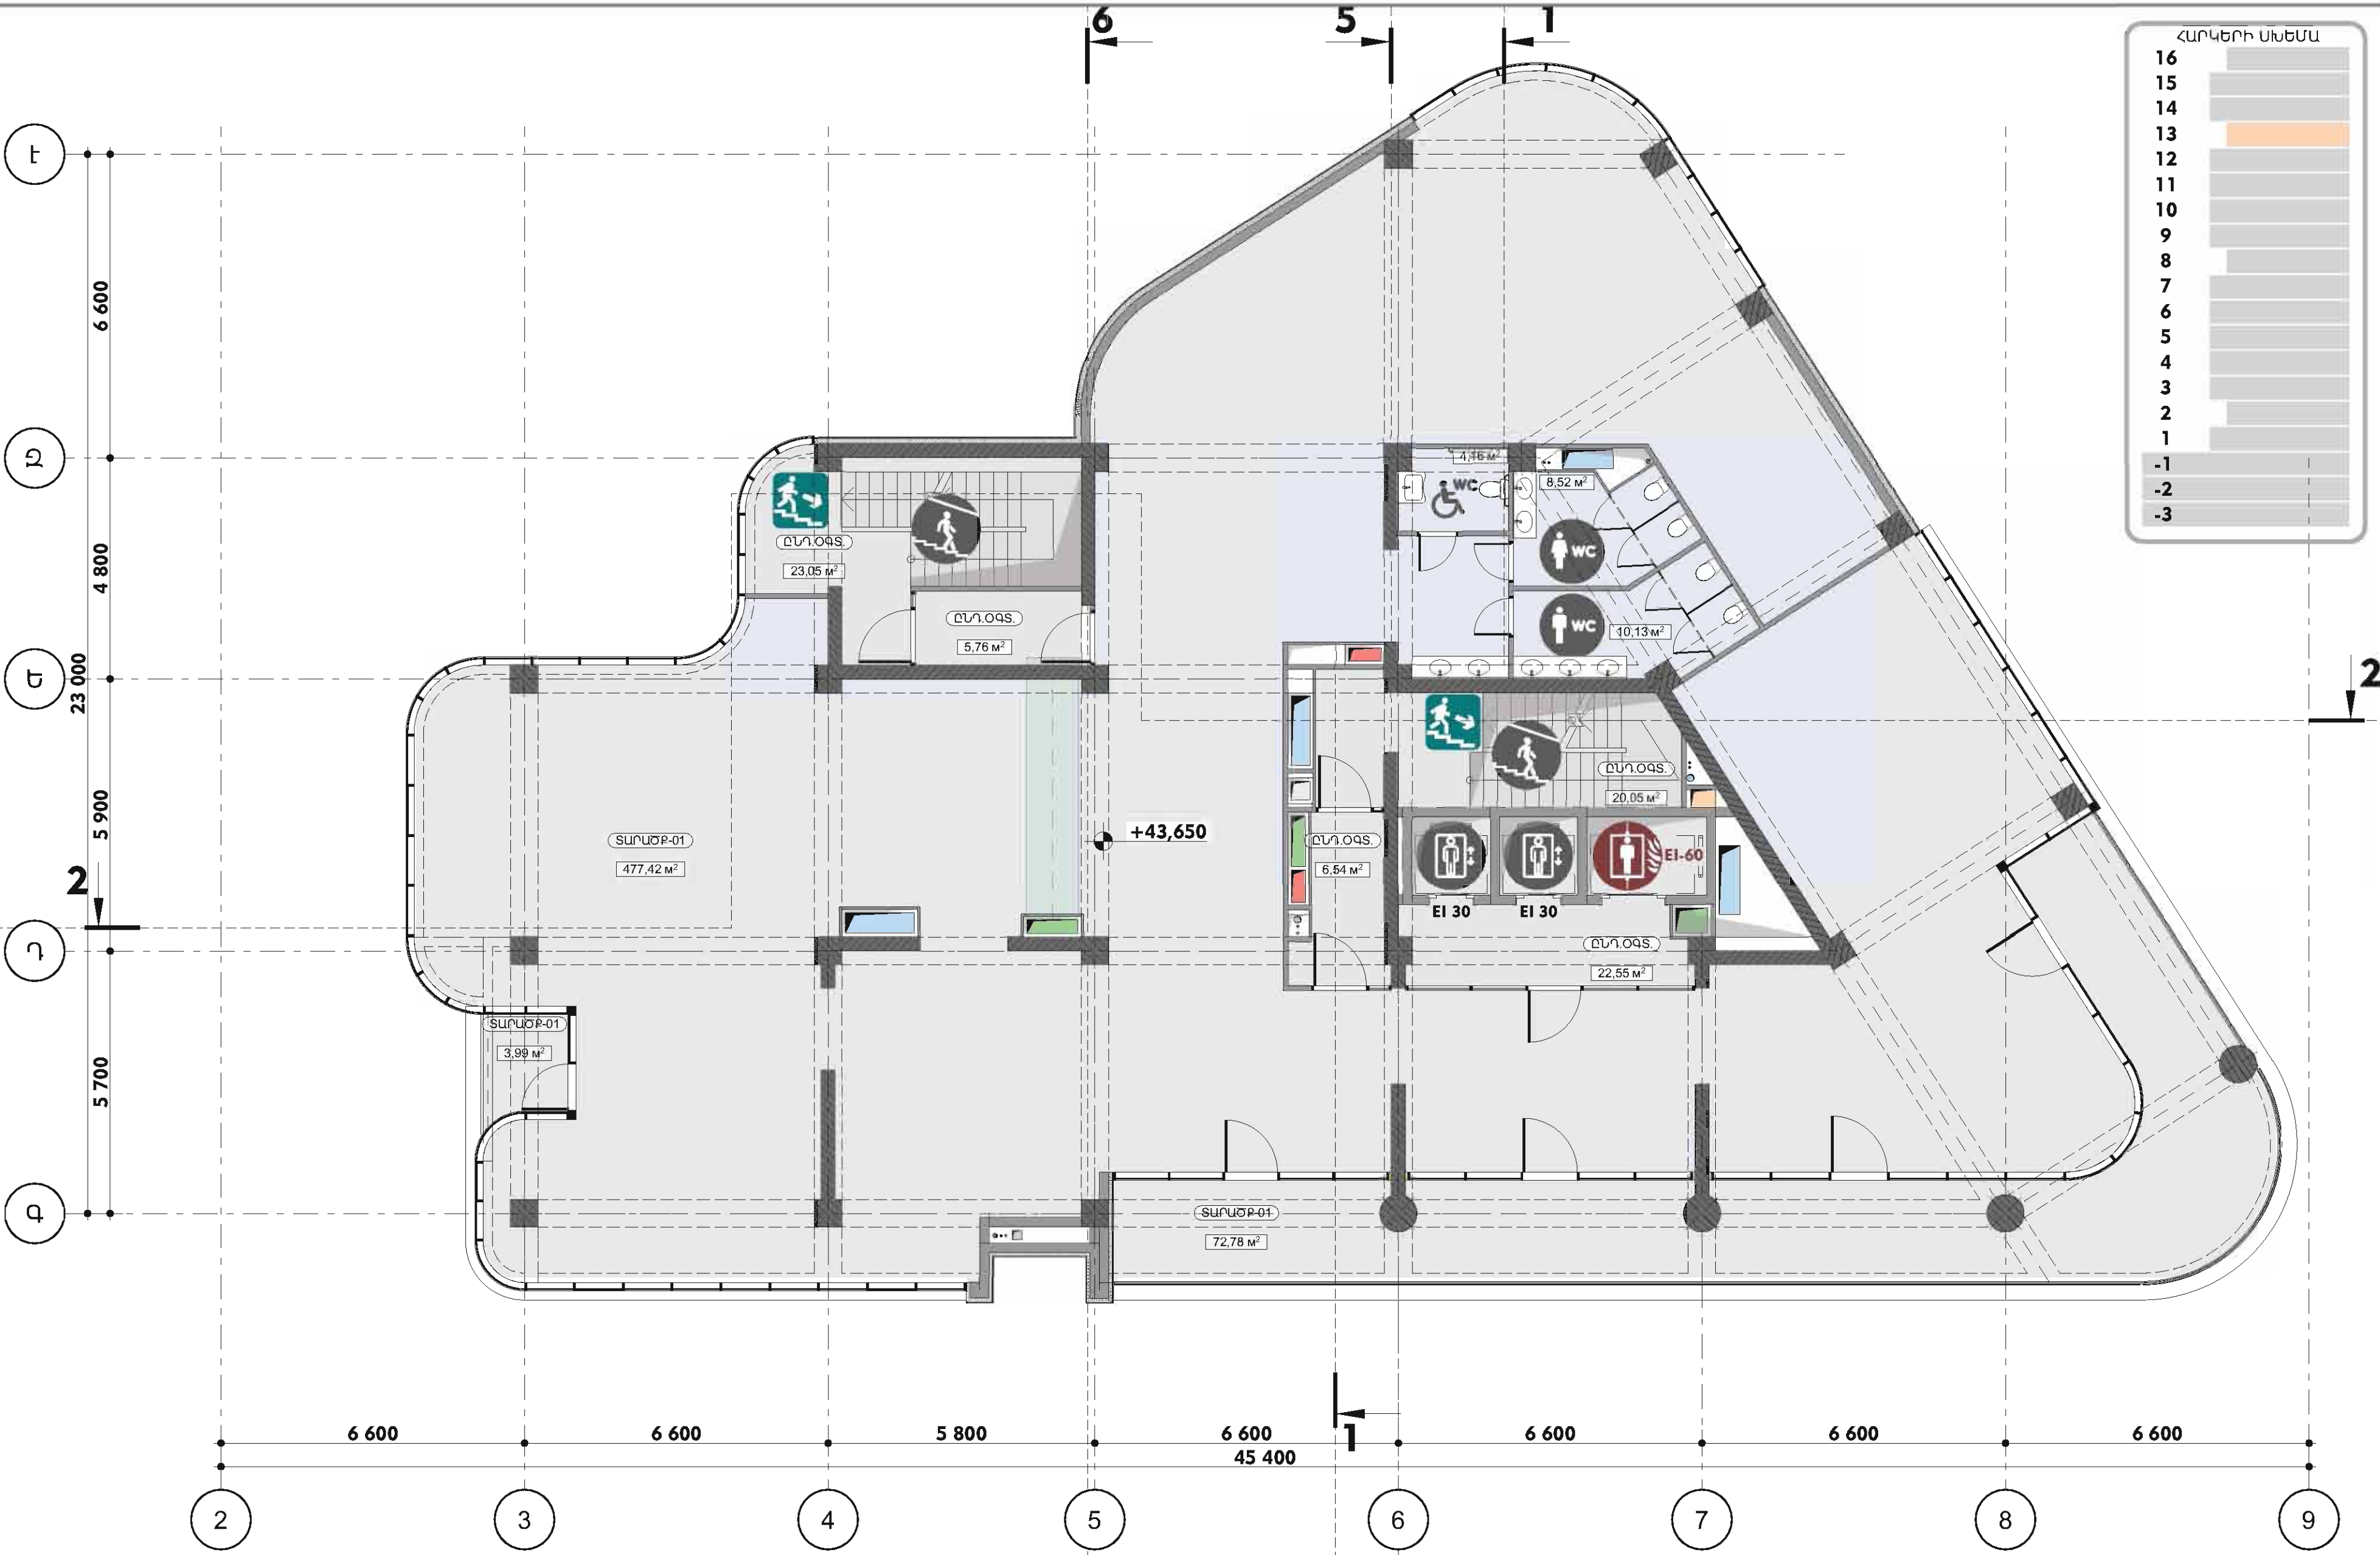 6
5
1
ՀԱՐԿԵՐԻ ՍԽԵՄԱ
16
15
14
13
12
11
10
9
8
7
6
5
4
3
2
1
-1
-2
-3
Է
Զ
Ե
Դ
Գ
6 600
4 800
23 000
5 900
5 700
2
2
4,16 м²
WC
8,52 м²
WC
WC
10,13 м²
ԸՆԴ.ՕԳՏ.
23,05 м²
ԸՆԴ.ՕԳՏ.
5,76 м²
ԸՆԴ.ՕԳՏ.
20,05 м²
+43,650
ՏԱՐԱԾՔ-01
477,42 м²
ԸՆԴ.ՕԳՏ.
6,54 м²
EI-60
EI 30
EI 30
ԸՆԴ.ՕԳՏ.
22,55 м²
ՏԱՐԱԾՔ-01
3,99 м²
ՏԱՐԱԾՔ-01
72,78 м²
1
6 600
6 600
5 800
6 600
6 600
6 600
6 600
45 400
2
3
4
5
6
7
8
9